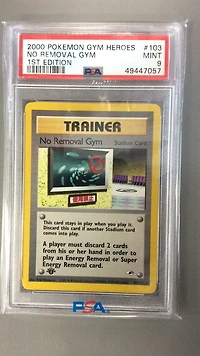 2000 POKEMON GYM HEROES #103
NO REMOVAL GYM MINT
1ST EDITION 9
PSA 49447057
TRAINER
No Removal Gym Stadium Card
This card stays in play when you play it.
Discard this card if another Stadium card
comes into play.
A player must discard 2 cards
from his or her hand in order to play
an Energy Removal or Super
Energy Removal card.
PSA